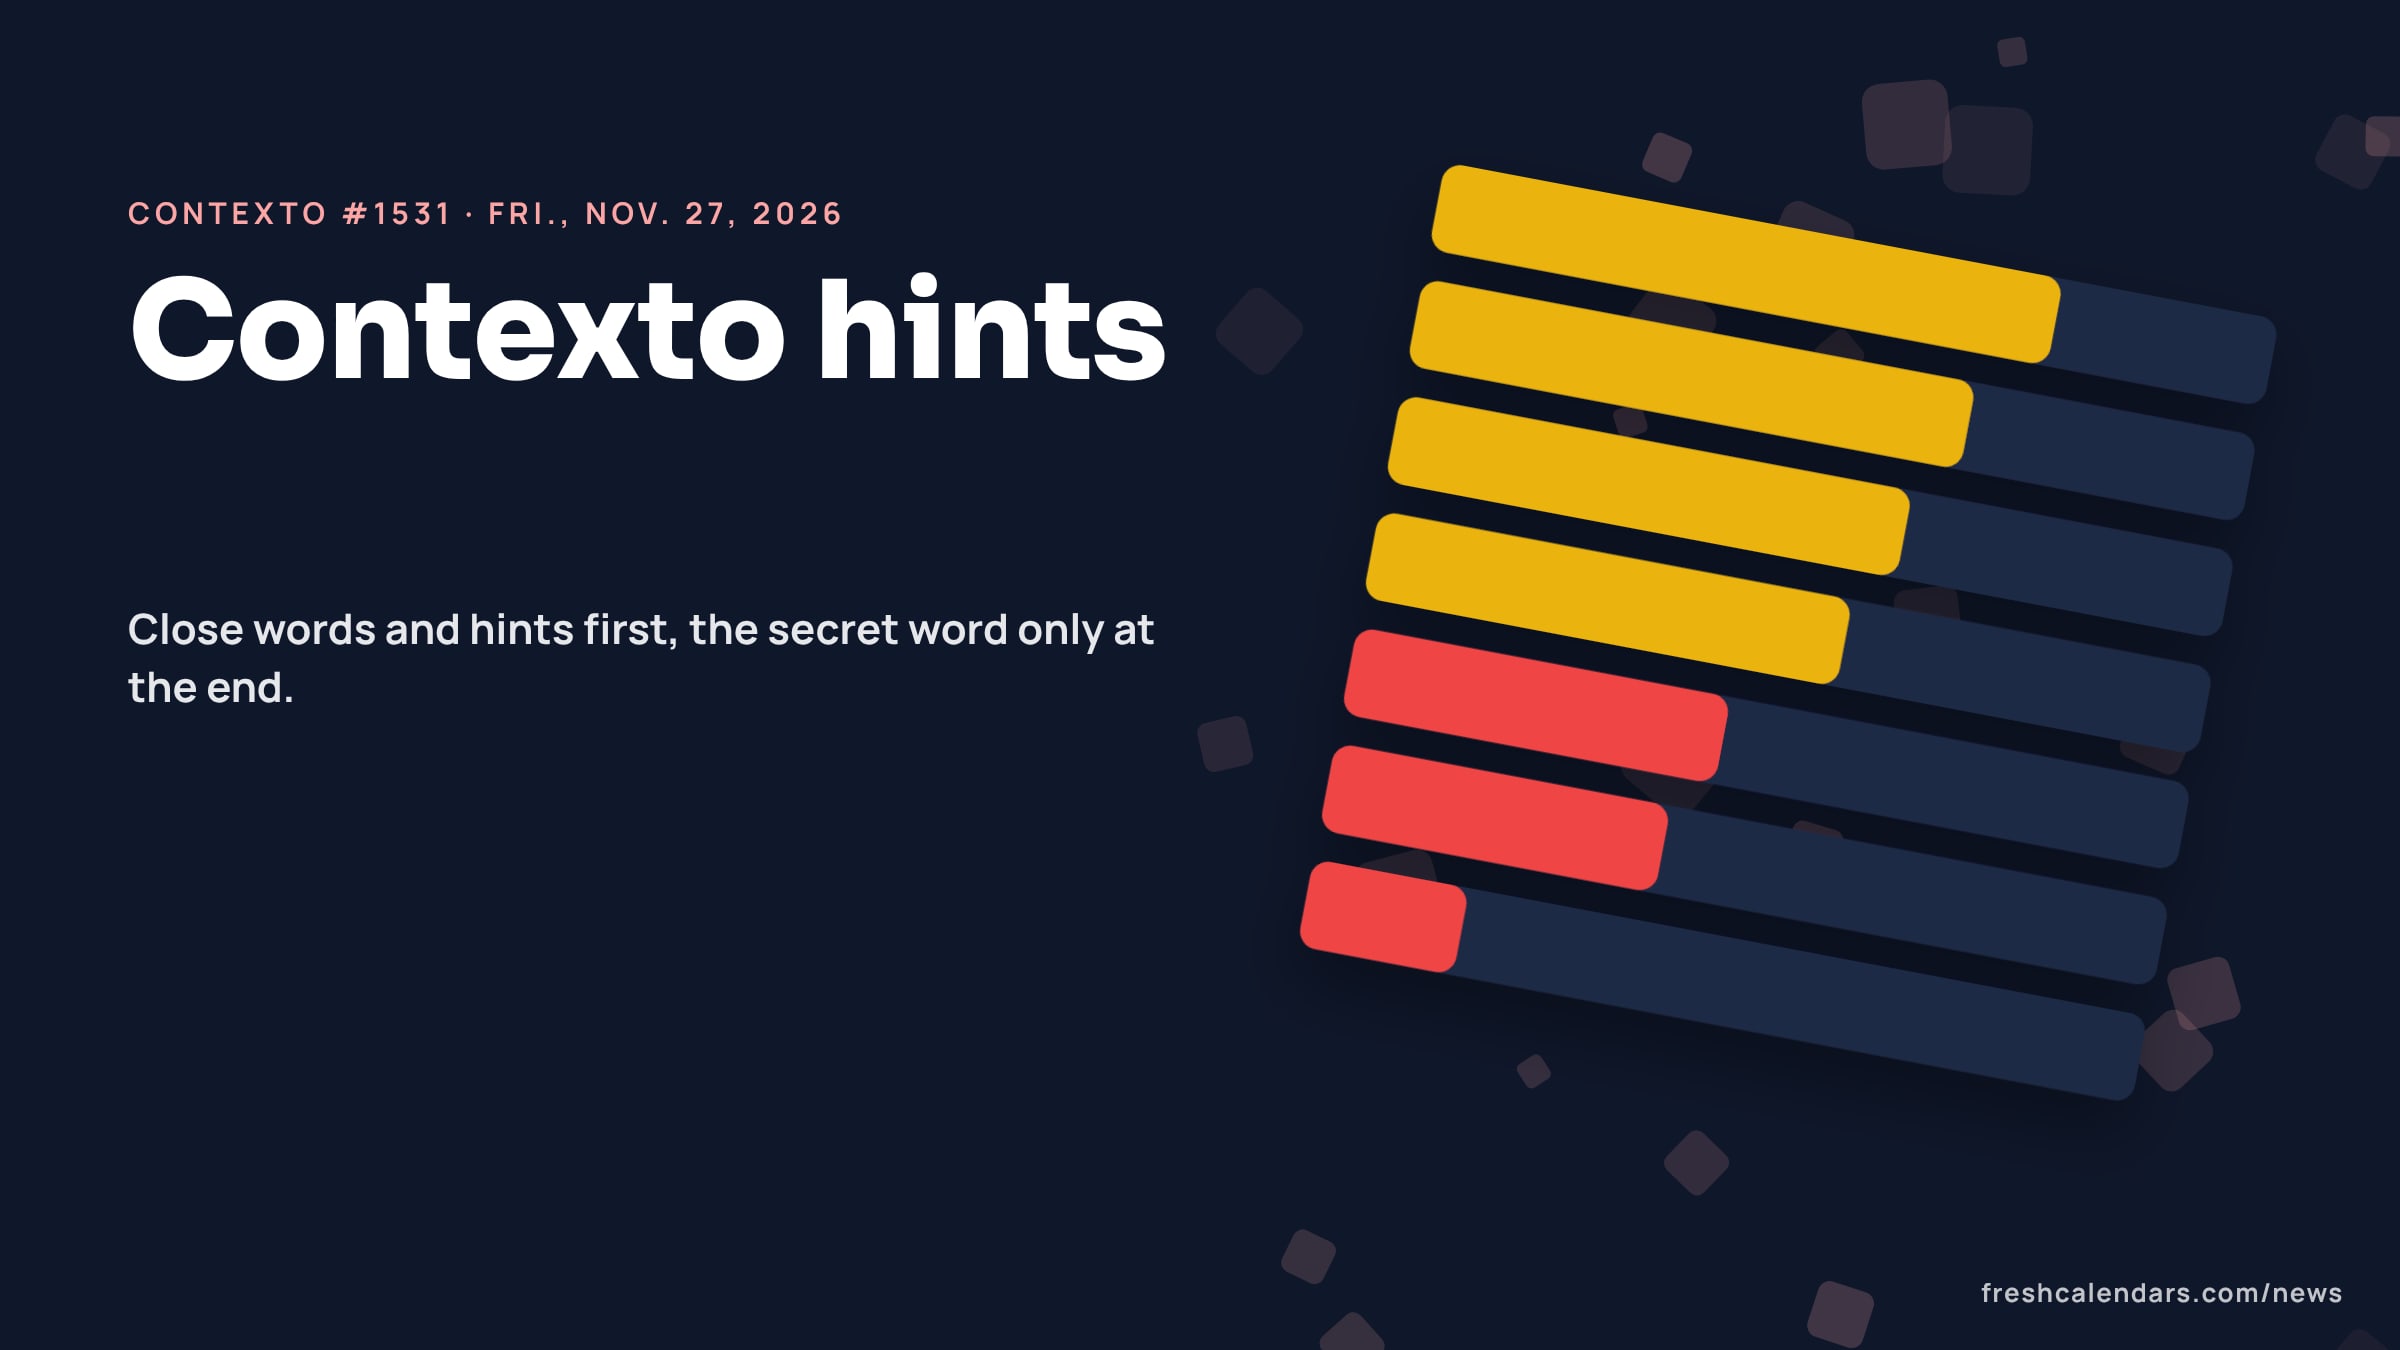 CONTEXTO #1531 · FRI., NOV. 27, 2026
Contexto hints
Close words and hints first, the secret word only at
the end.
freshcalendars.com/news